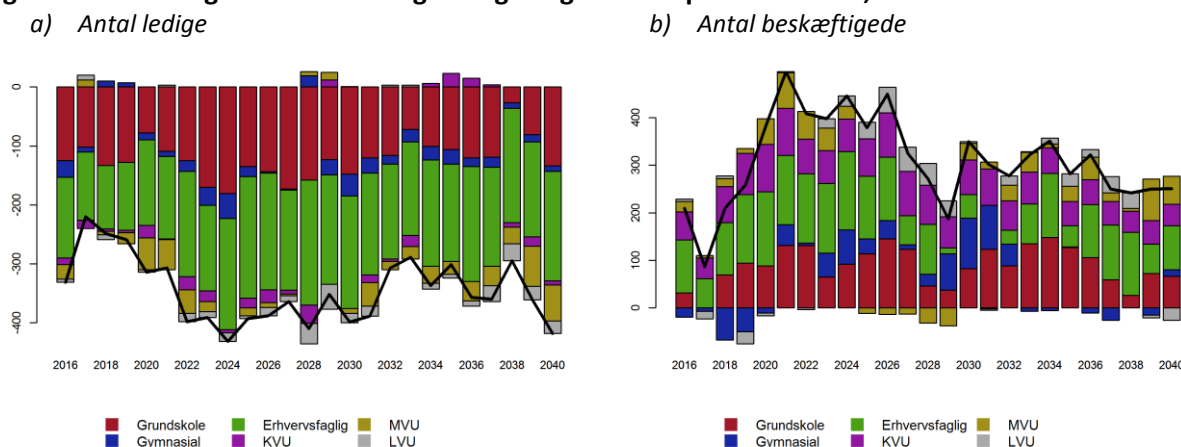 a) Antal ledige
b) Antal beskæftigede
0
-100
-200
-300
-400
2016 2018 2020 2022 2024 2026 2028 2030 2032 2034 2036 2038 2040
Grundskole Erhvervsfaglig MVU
Gymnasial KVU LVU
400
300
200
100
0
2016 2018 2020 2022 2024 2026 2028 2030 2032 2034 2036 2038 2040
Grundskole Erhvervsfaglig MVU
Gymnasial KVU LVU